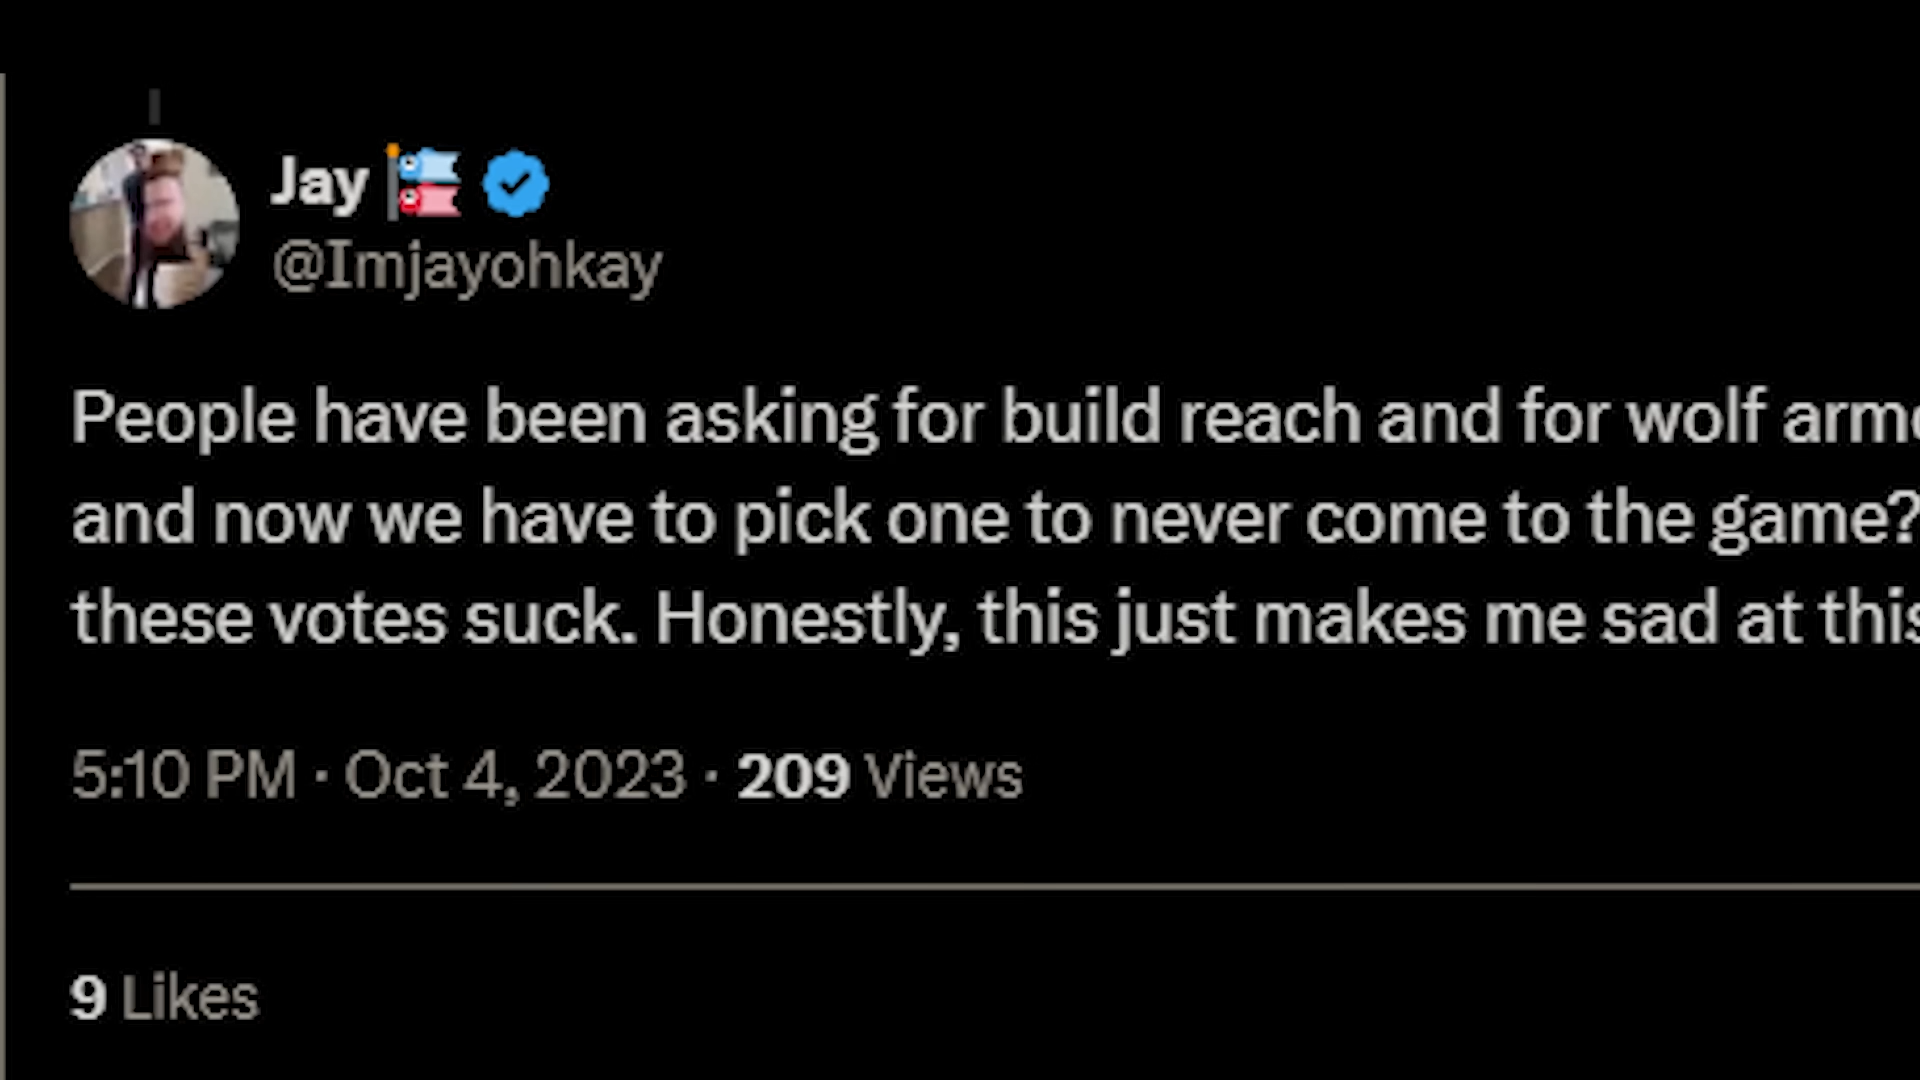 Jay
@Imjayohkay
People have been asking for build reach and for wolf
and now we have to pick one to never come to the game?
these votes suck. Honestly, this just makes me sad at this
5:10 PM · Oct 4, 2023 · 209 Views
9 Likes